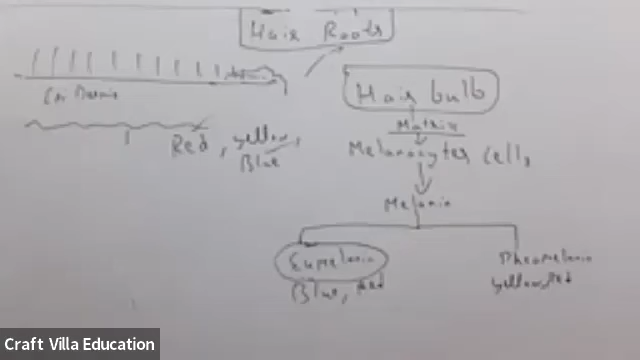 Hair Roots
Hair bulb
Matrix
Red, yellow,
Blue
Melanocytes cells
Melanin
Eumelanin
Blue, Red
Pheomelanin
yellow, Red
Craft Villa Education